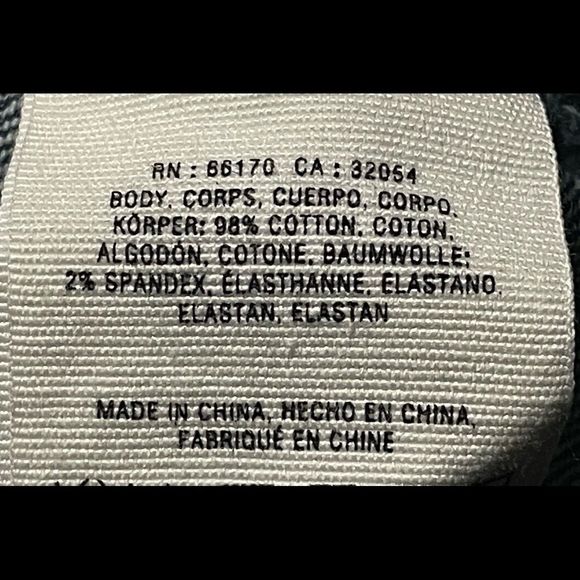 RN : 66170 CA : 32054
BODY, CORPS, CUERPO, CORPO,
KÖRPER: 98% COTTON, COTON,
ALGODÓN, COTONE, BAUMWOLLE;
2% SPANDEX, ÉLASTHANNE, ELASTANO,
ELASTAN, ELASTAN
MADE IN CHINA, HECHO EN CHINA,
FABRIQUÉ EN CHINE